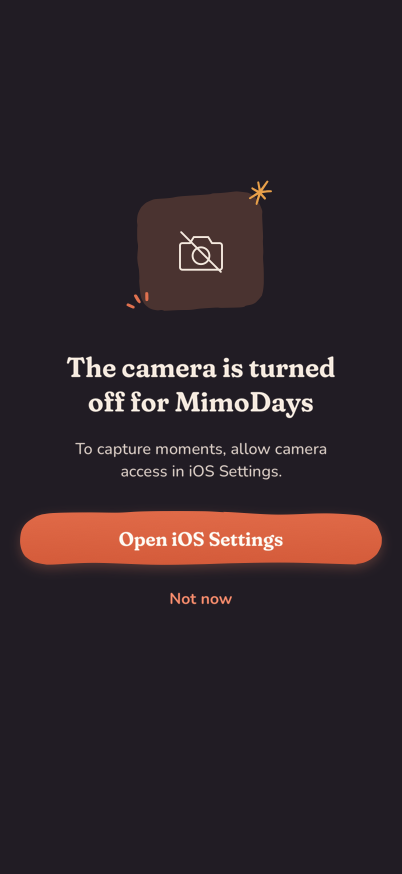 The camera is turned
off for MimoDays
To capture moments, allow camera
access in iOS Settings.
Open iOS Settings
Not now